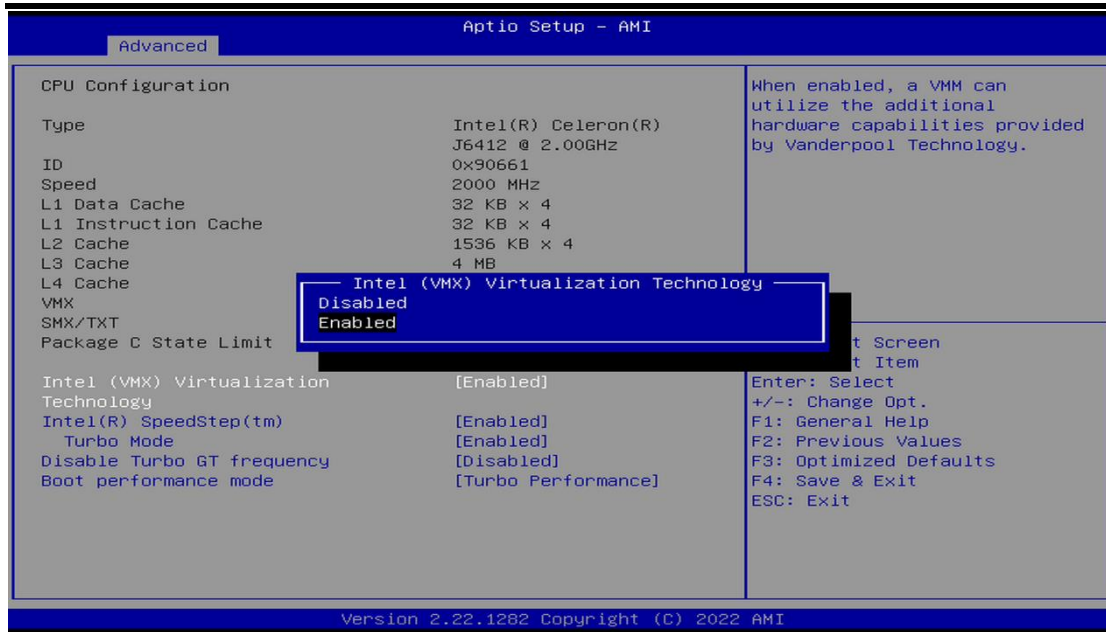 Aptio Setup – AMI
Advanced
CPU Configuration
Type Intel(R) Celeron(R)
J6412 @ 2.00GHz
ID 0x90661
Speed 2000 MHz
L1 Data Cache 32 KB x 4
L1 Instruction Cache 32 KB x 4
L2 Cache 1536 KB x 4
L3 Cache 4 MB
L4 Cache
VMX
SMX/TXT
Package C State Limit
Intel (VMX) Virtualization Technology
Disabled
Enabled
Intel (VMX) Virtualization [Enabled]
Technology
Intel(R) SpeedStep(tm) [Enabled]
Turbo Mode [Enabled]
Disable Turbo GT frequency [Disabled]
Boot performance mode [Turbo Performance]
When enabled, a VMM can
utilize the additional
hardware capabilities provided
by Vanderpool Technology.
t Screen
t Item
Enter: Select
+/-: Change Opt.
F1: General Help
F2: Previous Values
F3: Optimized Defaults
F4: Save & Exit
ESC: Exit
Version 2.22.1282 Copyright (C) 2022 AMI